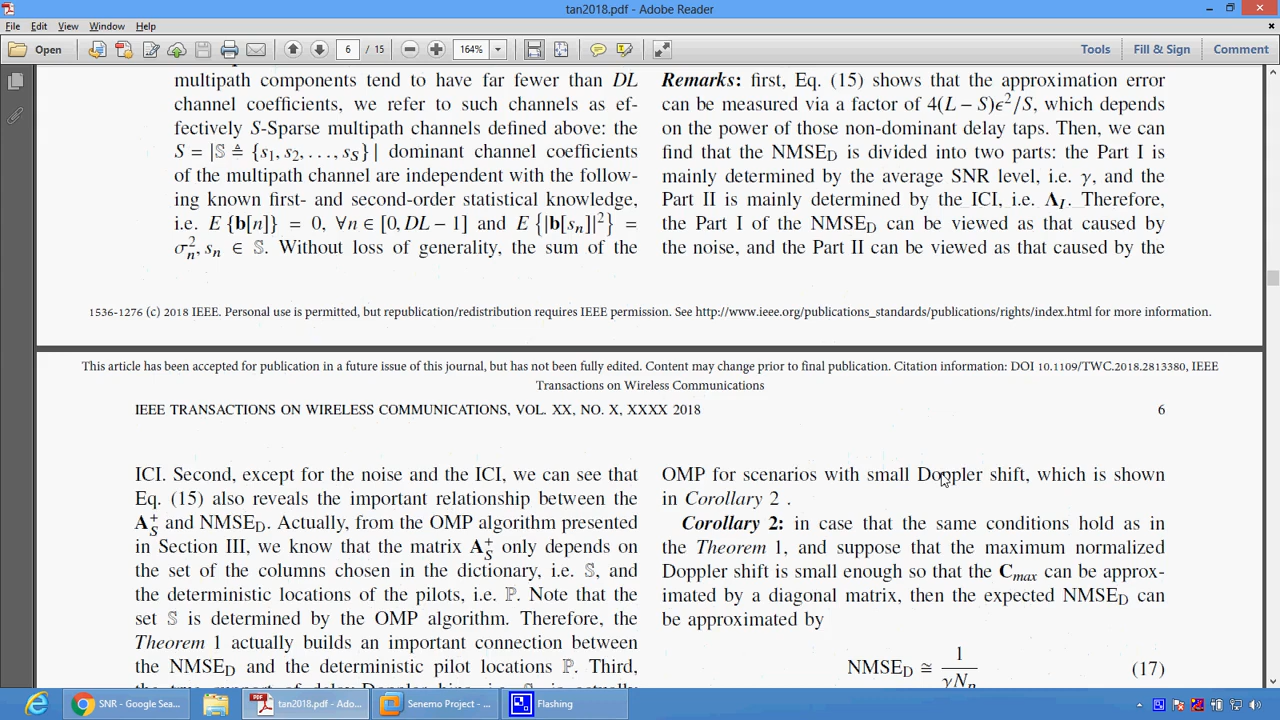 tan2018.pdf - Adobe Reader
File Edit View Window Help
Open 6 / 15 164% Tools Fill & Sign Comment
multipath components tend to have far fewer than DL
channel coefficients, we refer to such channels as ef-
fectively S-Sparse multipath channels defined above: the
S = |𝕊 ≜ {s₁, s₂, . . . , s_S}| dominant channel coefficients
of the multipath channel are independent with the follow-
ing known first- and second-order statistical knowledge,
i.e. E {b[n]} = 0, ∀n ∈ [0, DL − 1] and E {|b[sₙ]|²} =
σₙ², sₙ ∈ 𝕊. Without loss of generality, the sum of the
Remarks: first, Eq. (15) shows that the approximation error
can be measured via a factor of 4(L − S)ϵ²/S, which depends
on the power of those non-dominant delay taps. Then, we can
find that the NMSE_D is divided into two parts: the Part I is
mainly determined by the average SNR level, i.e. γ, and the
Part II is mainly determined by the ICI, i.e. Λ_I. Therefore,
the Part I of the NMSE_D can be viewed as that caused by
the noise, and the Part II can be viewed as that caused by the
1536-1276 (c) 2018 IEEE. Personal use is permitted, but republication/redistribution requires IEEE permission. See http://www.ieee.org/publications_standards/publications/rights/index.html for more information.
This article has been accepted for publication in a future issue of this journal, but has not been fully edited. Content may change prior to final publication. Citation information: DOI 10.1109/TWC.2018.2813380, IEEE
Transactions on Wireless Communications
IEEE TRANSACTIONS ON WIRELESS COMMUNICATIONS, VOL. XX, NO. X, XXXX 2018 6
ICI. Second, except for the noise and the ICI, we can see that
Eq. (15) also reveals the important relationship between the
A_S⁺ and NMSE_D. Actually, from the OMP algorithm presented
in Section III, we know that the matrix A_S⁺ only depends on
the set of the columns chosen in the dictionary, i.e. 𝕊, and
the deterministic locations of the pilots, i.e. ℙ. Note that the
set 𝕊 is determined by the OMP algorithm. Therefore, the
Theorem 1 actually builds an important connection between
the NMSE_D and the deterministic pilot locations ℙ. Third,
OMP for scenarios with small Doppler shift, which is shown
in Corollary 2 .
Corollary 2: in case that the same conditions hold as in
the Theorem 1, and suppose that the maximum normalized
Doppler shift is small enough so that the C_max can be approx-
imated by a diagonal matrix, then the expected NMSE_D can
be approximated by
NMSE_D ≅ 1/γNₚ (17)
SNR - Google Sea... tan2018.pdf - Ado... Senemo Project - ... Flashing